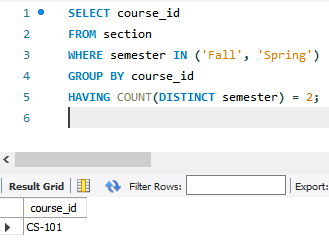 1 SELECT course_id
2 FROM section
3 WHERE semester IN ('Fall', 'Spring')
4 GROUP BY course_id
5 HAVING COUNT(DISTINCT semester) = 2;
6
Result Grid Filter Rows: Export:
course_id
CS-101